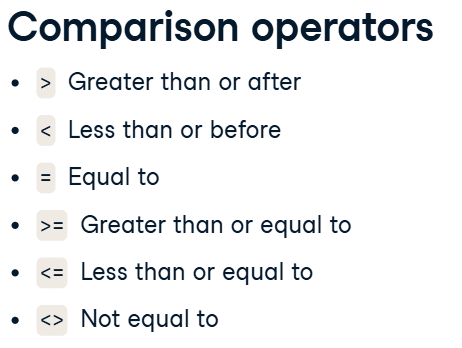 Comparison operators
• > Greater than or after
• < Less than or before
• = Equal to
• >= Greater than or equal to
• <= Less than or equal to
• <> Not equal to